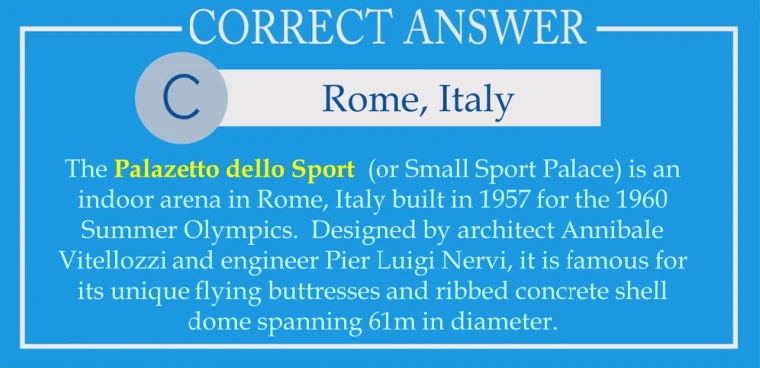 CORRECT ANSWER
C
Rome, Italy
The Palazetto dello Sport (or Small Sport Palace) is an
indoor arena in Rome, Italy built in 1957 for the 1960
Summer Olympics. Designed by architect Annibale
Vitellozzi and engineer Pier Luigi Nervi, it is famous for
its unique flying buttresses and ribbed concrete shell
dome spanning 61m in diameter.